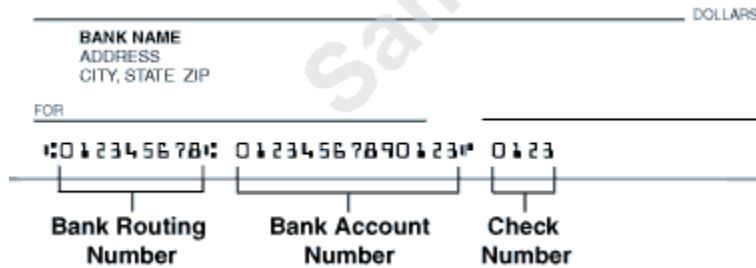 DOLLARS
BANK NAME
ADDRESS
CITY, STATE ZIP
FOR
⑆012345678⑆ 01234567890123⑈ 0123
Bank Routing Number
Bank Account Number
Check Number